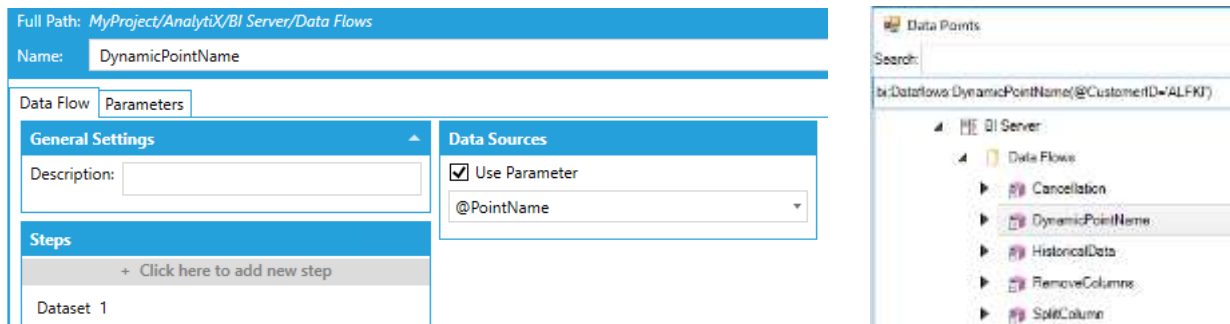 Full Path: MyProject/AnalytiX/BI Server/Data Flows
Name: DynamicPointName
Data Flow Parameters
General Settings
Description:
Steps
+ Click here to add new step
Dataset 1
Data Sources
Use Parameter
@PointName
Data Points
Search:
bi:Dataflows:DynamicPointName(@CustomerID='ALFKI')
BI Server
Data Flows
Cancellation
DynamicPointName
HistoricalData
RemoveColumns
SplitColumn